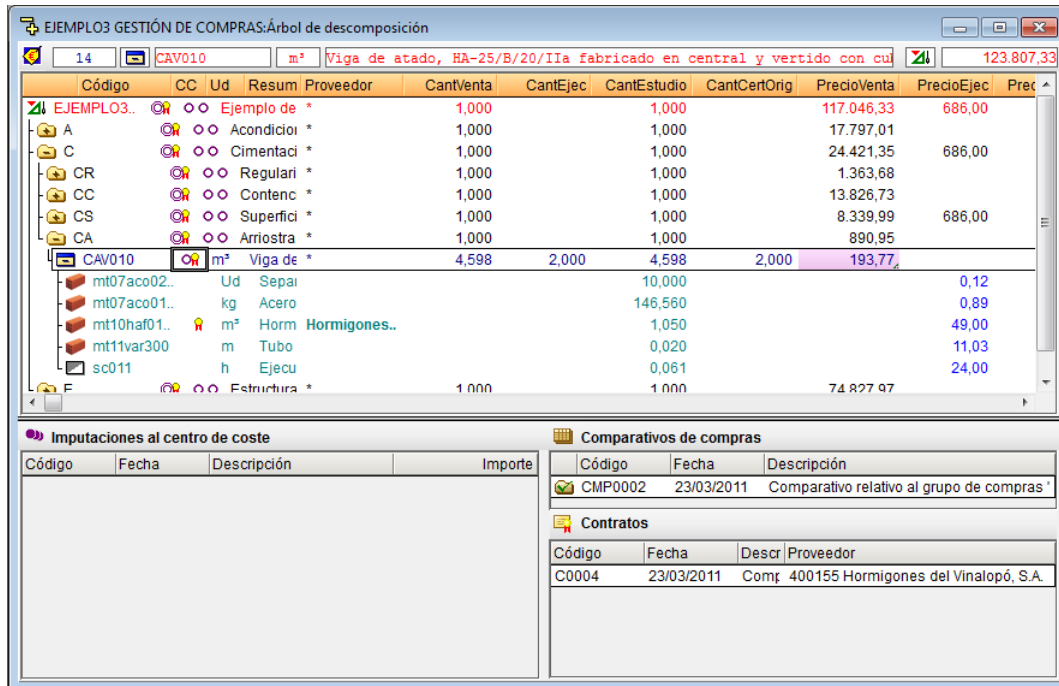 EJEMPLO3 GESTIÓN DE COMPRAS:Árbol de descomposición
14 CAV010 m³ Viga de atado, HA-25/B/20/IIa fabricado en central y vertido con cul 123.807,33
Código CC Ud Resum Proveedor CantVenta CantEjec CantEstudio CantCertOrig PrecioVenta PrecioEjec Prec
EJEMPLO3.. Ejemplo de * 1,000 1,000 117.046,33 686,00
A Acondicior * 1,000 1,000 17.797,01
C Cimentaci * 1,000 1,000 24.421,35 686,00
CR Regulari * 1,000 1,000 1.363,68
CC Contenc * 1,000 1,000 13.826,73
CS Superfici * 1,000 1,000 8.339,99 686,00
CA Arriostra * 1,000 1,000 890,95
CAV010 m³ Viga de * 4,598 2,000 4,598 2,000 193,77
mt07aco02.. Ud Sepai 10,000 0,12
mt07aco01.. kg Acero 146,560 0,89
mt10haf01.. m³ Horm Hormigones.. 1,050 49,00
mt11var300 m Tubo 0,020 11,03
sc011 h Ejecu 0,061 24,00
E Estructura * 1,000 1,000 74.827,97
Imputaciones al centro de coste
Código Fecha Descripción Importe
Comparativos de compras
Código Fecha Descripción
CMP0002 23/03/2011 Comparativo relativo al grupo de compras '
Contratos
Código Fecha Descr Proveedor
C0004 23/03/2011 Comp 400155 Hormigones del Vinalopó, S.A.